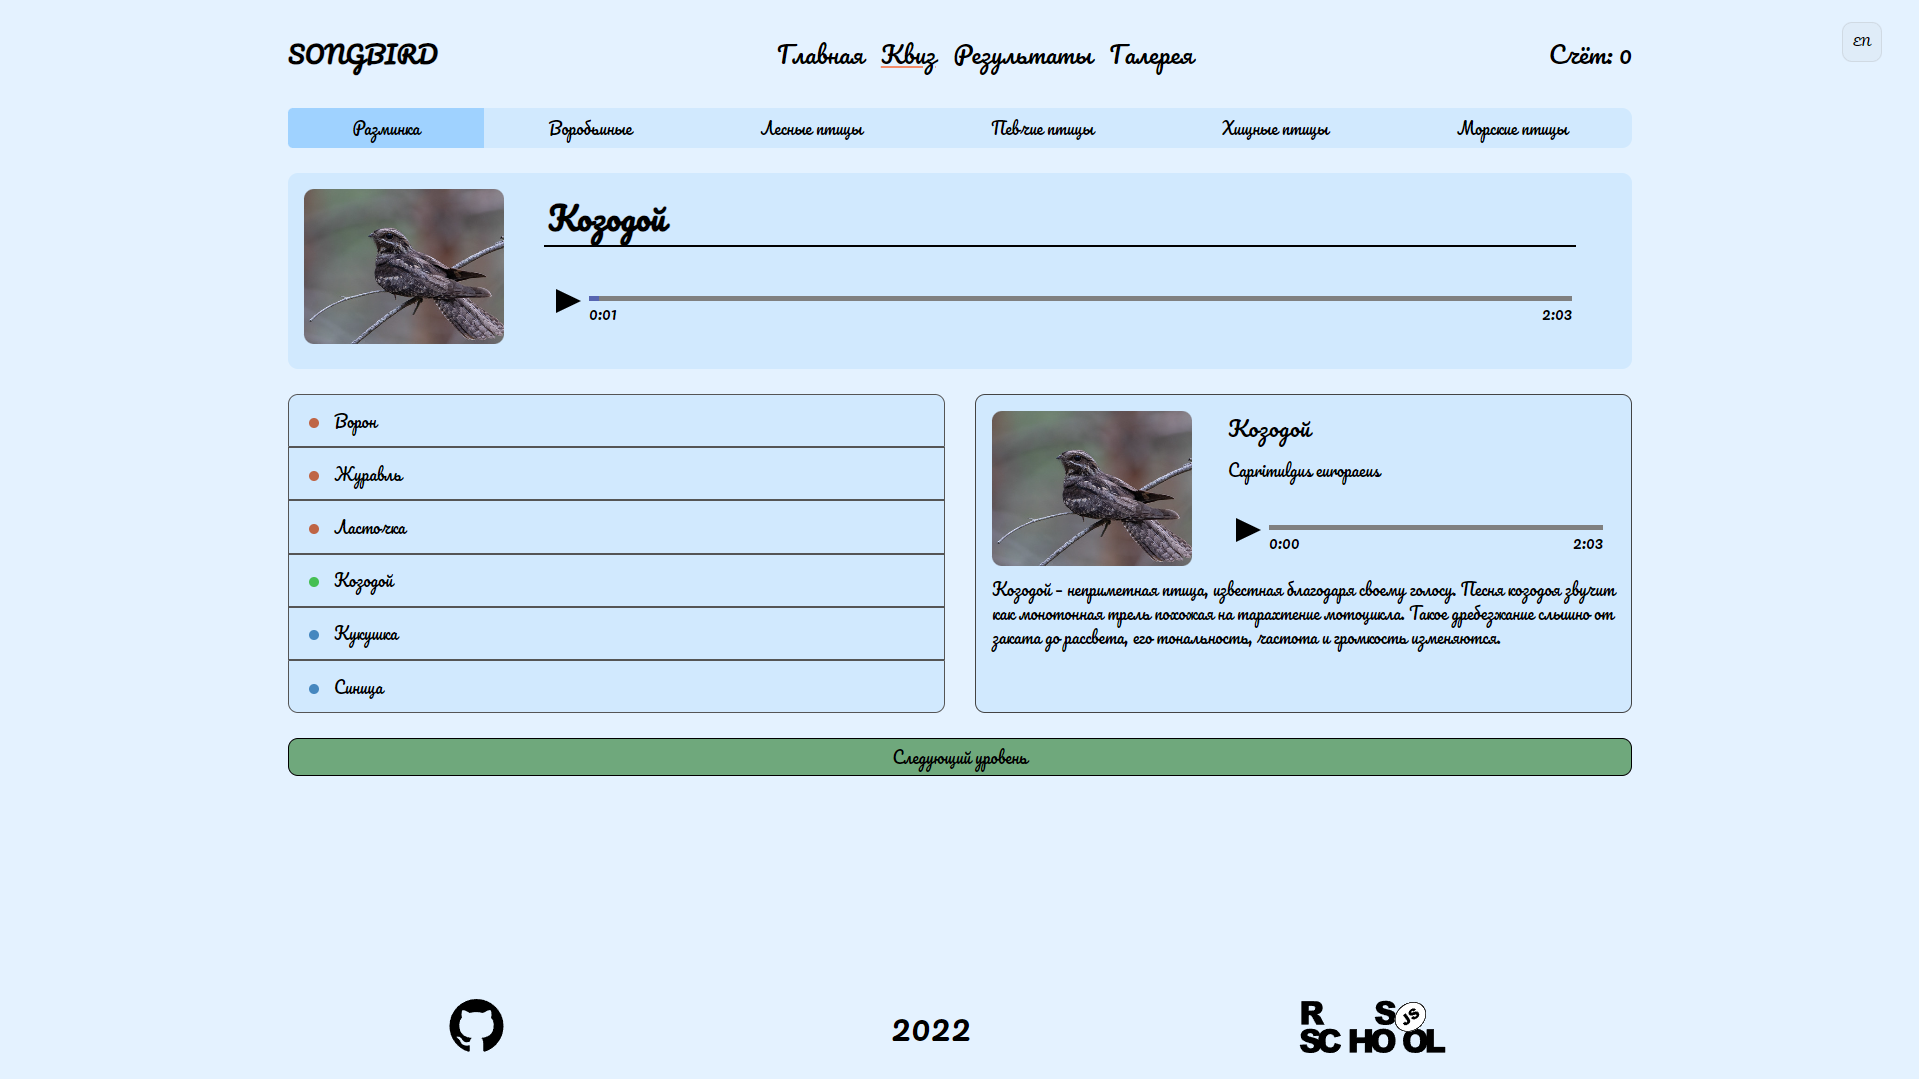 SONGBIRD
Главная Квиз Результаты Галерея
Счёт: 0
EN
Разминка
Воробьиные
Лесные птицы
Певчие птицы
Хищные птицы
Морские птицы
Козодой
0:01
2:03
Ворон
Журавль
Ласточка
Козодой
Кукушка
Синица
Козодой
Caprimulgus europaeus
0:00
2:03
Козодой – неприметная птица, известная благодаря своему голосу. Песня козодоя звучит
как монотонная трель похожая на тарахтение мотоцикла. Такое дребезжание слышно от
заката до рассвета, его тональность, частота и громкость изменяются.
Следующий уровень
2022
R S JS
SCHOOL